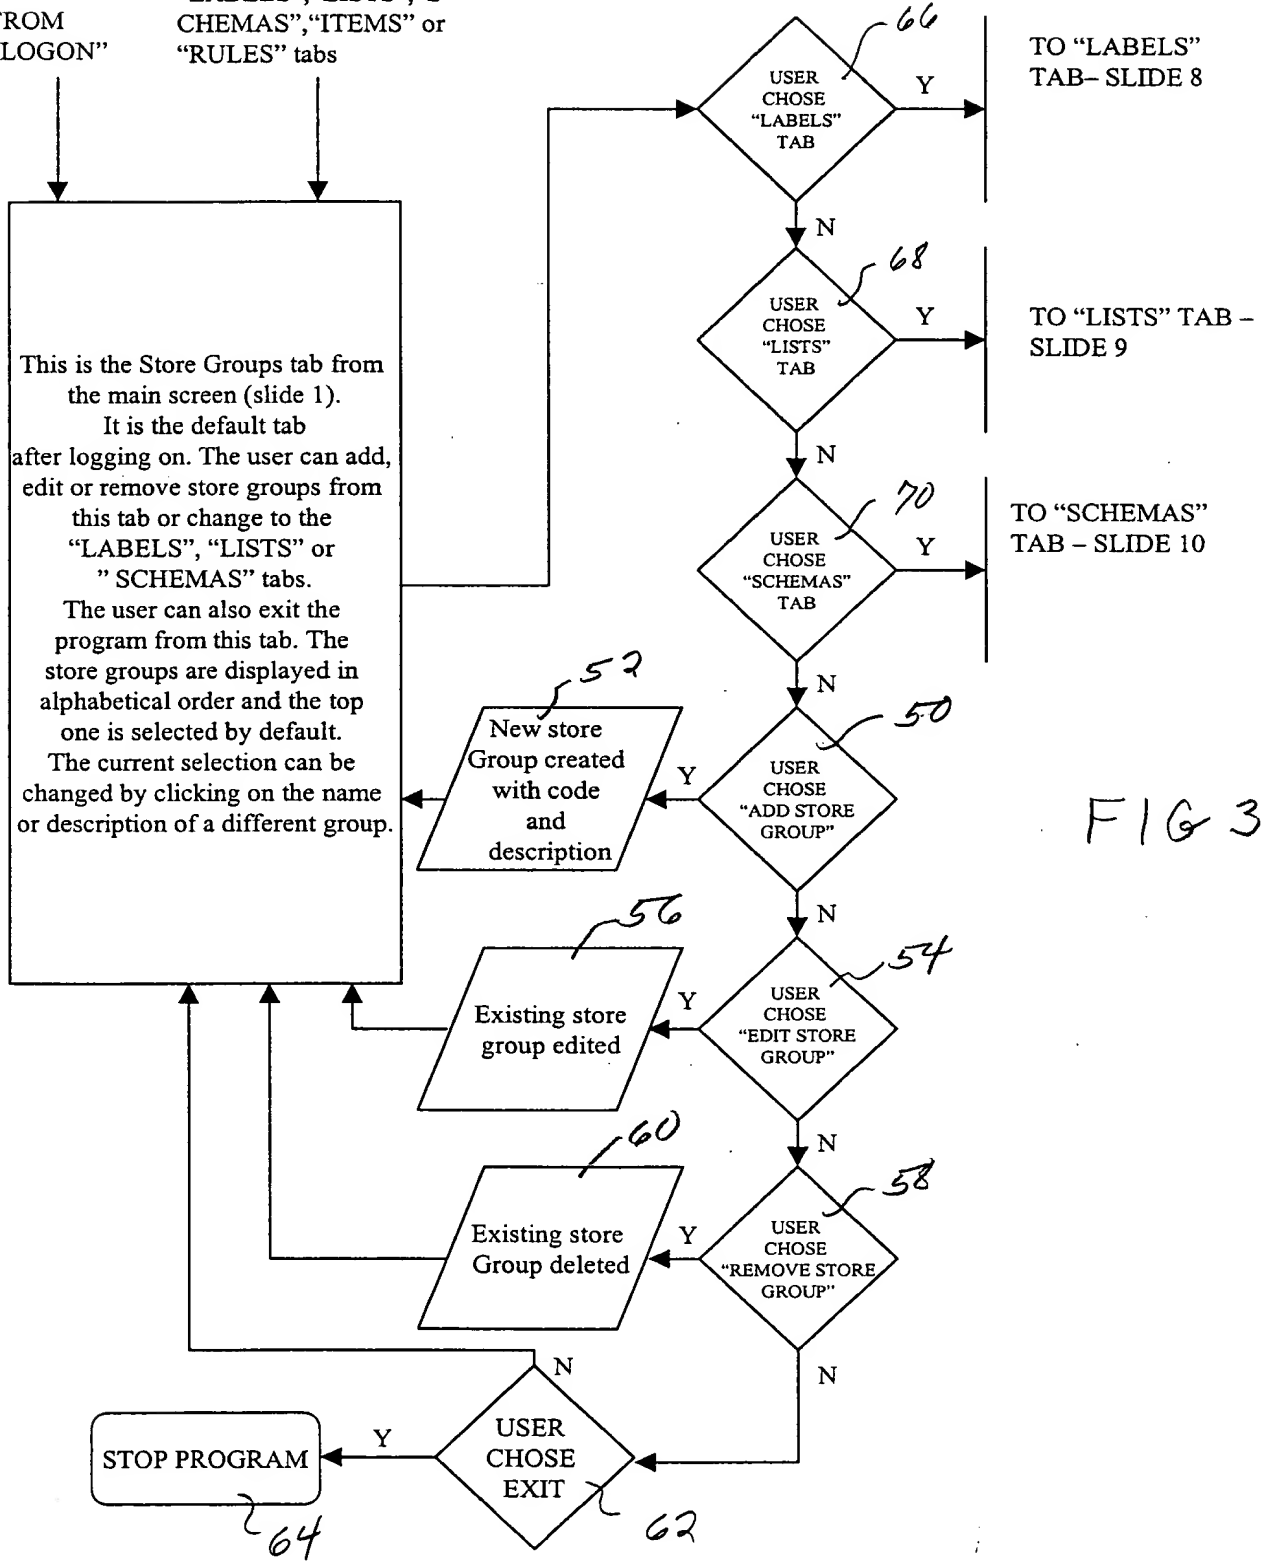 FROM
LOGON”
CHEMAS”,“ITEMS” or
“RULES” tabs
66
USER
CHOSE
“LABELS”
TAB
Y
TO “LABELS”
TAB– SLIDE 8
N
68
USER
CHOSE
“LISTS”
TAB
Y
TO “LISTS” TAB –
SLIDE 9
N
70
USER
CHOSE
“SCHEMAS”
TAB
Y
TO “SCHEMAS”
TAB – SLIDE 10
N
This is the Store Groups tab from
the main screen (slide 1).
It is the default tab
after logging on. The user can add,
edit or remove store groups from
this tab or change to the
“LABELS”, “LISTS” or
” SCHEMAS” tabs.
The user can also exit the
program from this tab. The
store groups are displayed in
alphabetical order and the top
one is selected by default.
The current selection can be
changed by clicking on the name
or description of a different group.
52
New store
Group created
with code
and
description
Y
50
USER
CHOSE
“ADD STORE
GROUP”
N
FIG 3
56
Existing store
group edited
Y
54
USER
CHOSE
“EDIT STORE
GROUP”
N
60
Existing store
Group deleted
Y
58
USER
CHOSE
“REMOVE STORE
GROUP”
N
N
USER
CHOSE
EXIT
62
Y
STOP PROGRAM
64